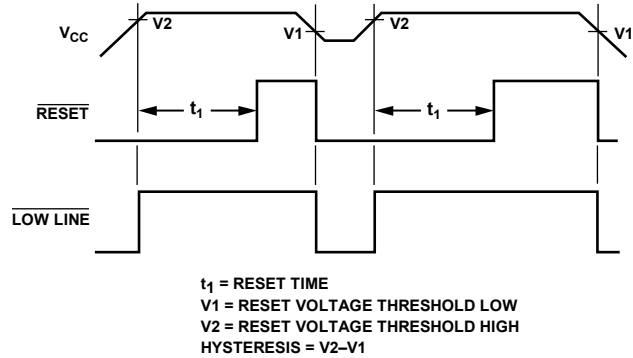 V2 V1 V2 V1
VCC
t1 t1
RESET
LOW LINE
t1 = RESET TIME
V1 = RESET VOLTAGE THRESHOLD LOW
V2 = RESET VOLTAGE THRESHOLD HIGH
HYSTERESIS = V2–V1